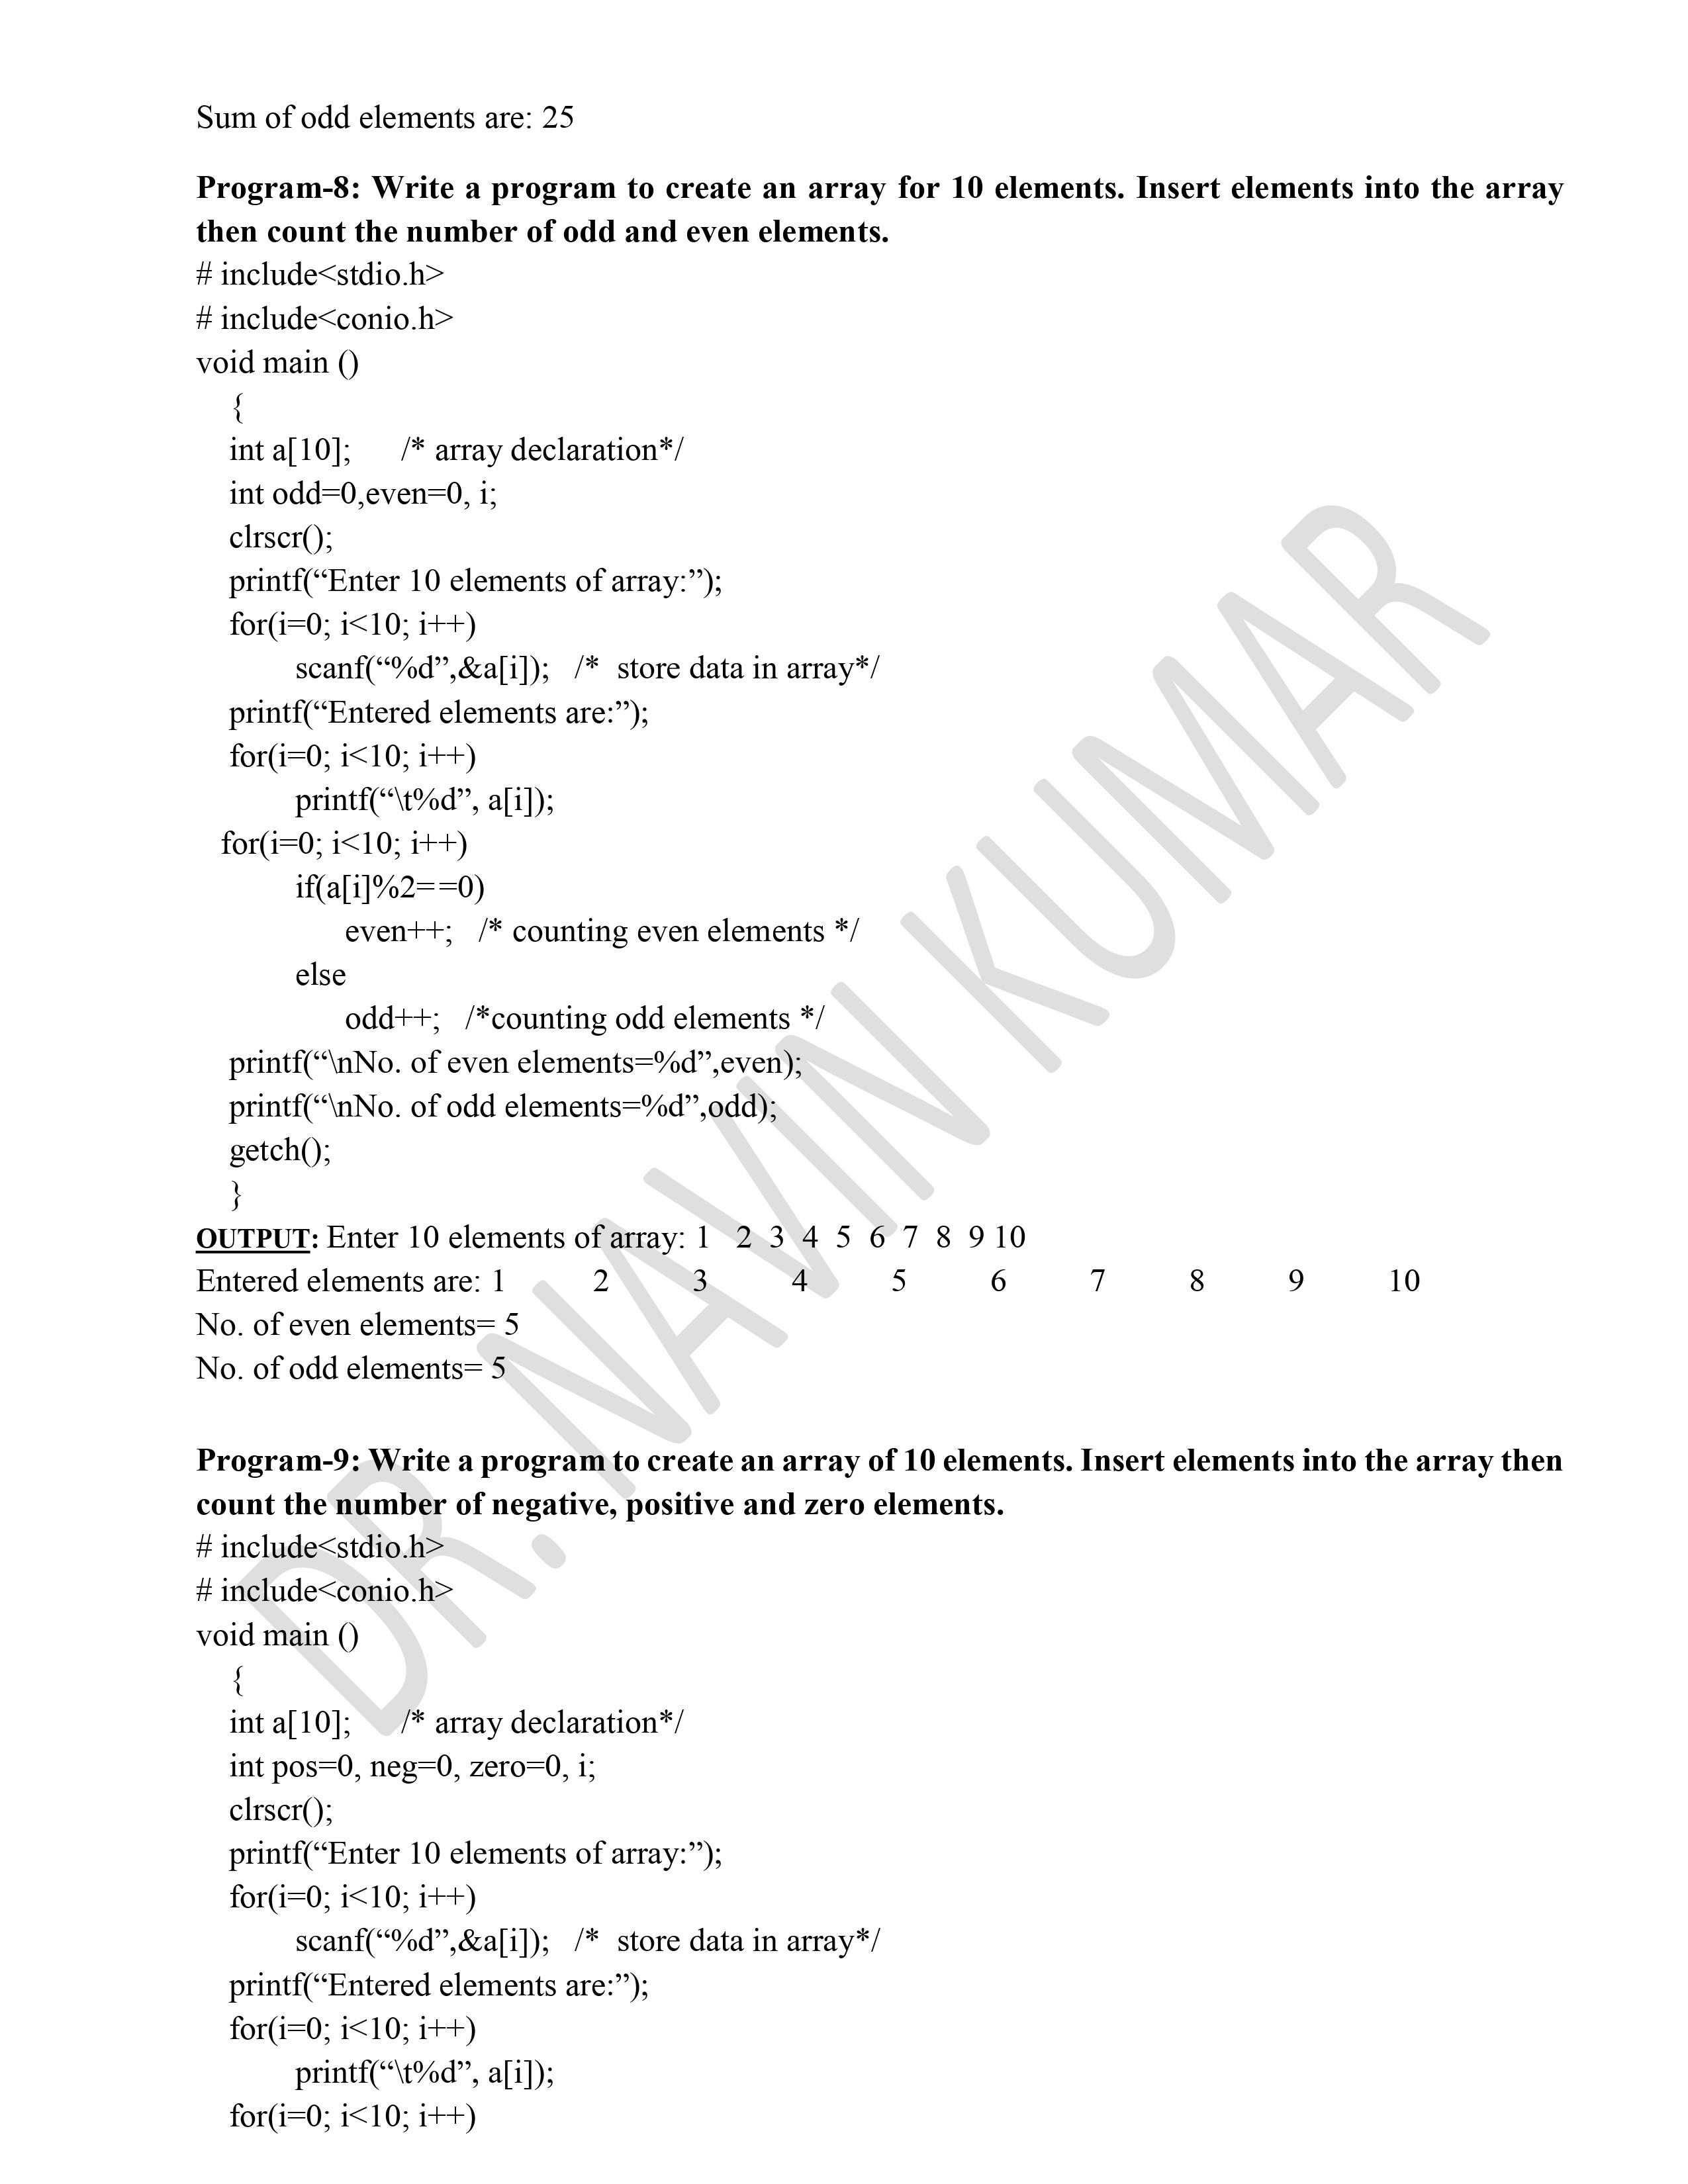 Sum of odd elements are: 25
Program-8: Write a program to create an array for 10 elements. Insert elements into the array
then count the number of odd and even elements.
# include<stdio.h>
# include<conio.h>
void main ()
{
int a[10]; /* array declaration*/
int odd=0,even=0, i;
clrscr();
printf(“Enter 10 elements of array:”);
for(i=0; i<10; i++)
scanf(“%d”,&a[i]); /* store data in array*/
printf(“Entered elements are:”);
for(i=0; i<10; i++)
printf(“\t%d”, a[i]);
for(i=0; i<10; i++)
if(a[i]%2==0)
even++; /* counting even elements */
else
odd++; /*counting odd elements */
printf(“\nNo. of even elements=%d”,even);
printf(“\nNo. of odd elements=%d”,odd);
getch();
}
OUTPUT: Enter 10 elements of array: 1 2 3 4 5 6 7 8 9 10
Entered elements are: 1 2 3 4 5 6 7 8 9 10
No. of even elements= 5
No. of odd elements= 5
Program-9: Write a program to create an array of 10 elements. Insert elements into the array then
count the number of negative, positive and zero elements.
# include<stdio.h>
# include<conio.h>
void main ()
{
int a[10]; /* array declaration*/
int pos=0, neg=0, zero=0, i;
clrscr();
printf(“Enter 10 elements of array:”);
for(i=0; i<10; i++)
scanf(“%d”,&a[i]); /* store data in array*/
printf(“Entered elements are:”);
for(i=0; i<10; i++)
printf(“\t%d”, a[i]);
for(i=0; i<10; i++)
DR. NAVIN KUMAR